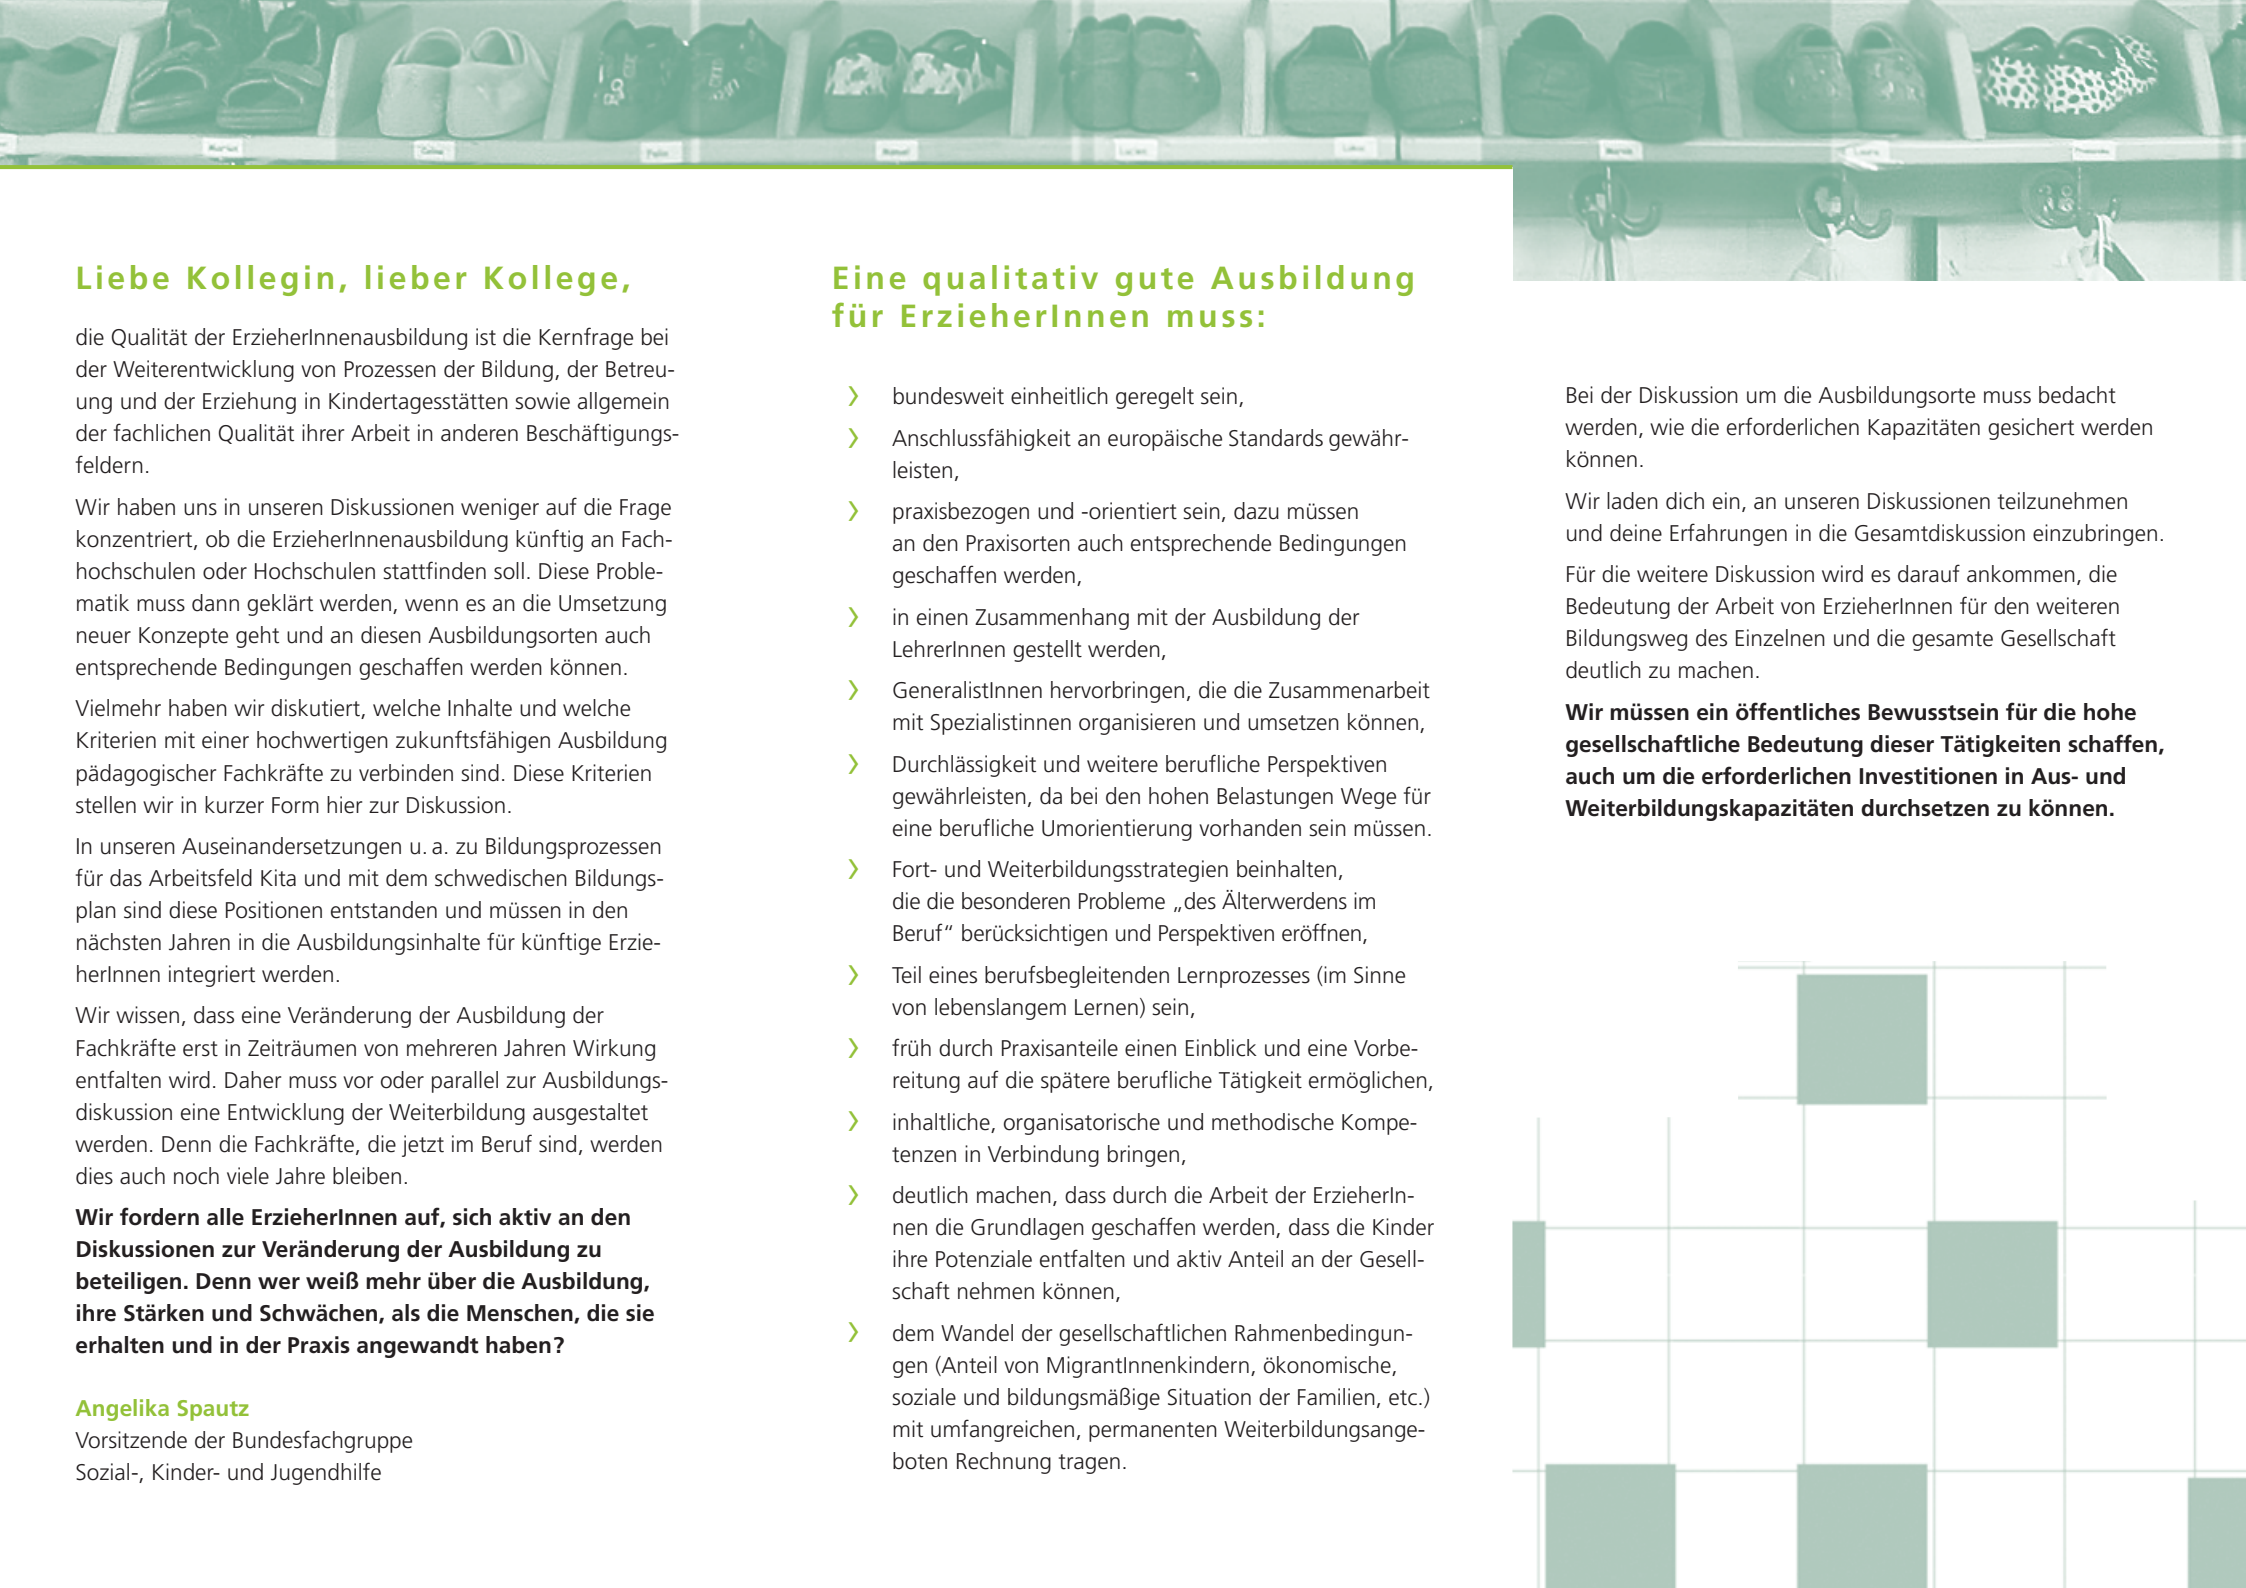 Liebe Kollegin, lieber Kollege,
die Qualität der ErzieherInnenausbildung ist die Kernfrage bei
der Weiterentwicklung von Prozessen der Bildung, der Betreu-
ung und der Erziehung in Kindertagesstätten sowie allgemein
der fachlichen Qualität ihrer Arbeit in anderen Beschäftigungs-
feldern.
Wir haben uns in unseren Diskussionen weniger auf die Frage
konzentriert, ob die ErzieherInnenausbildung künftig an Fach-
hochschulen oder Hochschulen stattfinden soll. Diese Proble-
matik muss dann geklärt werden, wenn es an die Umsetzung
neuer Konzepte geht und an diesen Ausbildungsorten auch
entsprechende Bedingungen geschaffen werden können.
Vielmehr haben wir diskutiert, welche Inhalte und welche
Kriterien mit einer hochwertigen zukunftsfähigen Ausbildung
pädagogischer Fachkräfte zu verbinden sind. Diese Kriterien
stellen wir in kurzer Form hier zur Diskussion.
In unseren Auseinandersetzungen u. a. zu Bildungsprozessen
für das Arbeitsfeld Kita und mit dem schwedischen Bildungs-
plan sind diese Positionen entstanden und müssen in den
nächsten Jahren in die Ausbildungsinhalte für künftige Erzie-
herInnen integriert werden.
Wir wissen, dass eine Veränderung der Ausbildung der
Fachkräfte erst in Zeiträumen von mehreren Jahren Wirkung
entfalten wird. Daher muss vor oder parallel zur Ausbildungs-
diskussion eine Entwicklung der Weiterbildung ausgestaltet
werden. Denn die Fachkräfte, die jetzt im Beruf sind, werden
dies auch noch viele Jahre bleiben.
Wir fordern alle ErzieherInnen auf, sich aktiv an den
Diskussionen zur Veränderung der Ausbildung zu
beteiligen. Denn wer weiß mehr über die Ausbildung,
ihre Stärken und Schwächen, als die Menschen, die sie
erhalten und in der Praxis angewandt haben?
Angelika Spautz
Vorsitzende der Bundesfachgruppe
Sozial-, Kinder- und Jugendhilfe
Eine qualitativ gute Ausbildung
für ErzieherInnen muss:
› bundesweit einheitlich geregelt sein,
› Anschlussfähigkeit an europäische Standards gewähr-
leisten,
› praxisbezogen und -orientiert sein, dazu müssen
an den Praxisorten auch entsprechende Bedingungen
geschaffen werden,
› in einen Zusammenhang mit der Ausbildung der
LehrerInnen gestellt werden,
› GeneralistInnen hervorbringen, die die Zusammenarbeit
mit Spezialistinnen organisieren und umsetzen können,
› Durchlässigkeit und weitere berufliche Perspektiven
gewährleisten, da bei den hohen Belastungen Wege für
eine berufliche Umorientierung vorhanden sein müssen.
› Fort- und Weiterbildungsstrategien beinhalten,
die die besonderen Probleme „des Älterwerdens im
Beruf“ berücksichtigen und Perspektiven eröffnen,
› Teil eines berufsbegleitenden Lernprozesses (im Sinne
von lebenslangem Lernen) sein,
› früh durch Praxisanteile einen Einblick und eine Vorbe-
reitung auf die spätere berufliche Tätigkeit ermöglichen,
› inhaltliche, organisatorische und methodische Kompe-
tenzen in Verbindung bringen,
› deutlich machen, dass durch die Arbeit der ErzieherIn-
nen die Grundlagen geschaffen werden, dass die Kinder
ihre Potenziale entfalten und aktiv Anteil an der Gesell-
schaft nehmen können,
› dem Wandel der gesellschaftlichen Rahmenbedingun-
gen (Anteil von MigrantInnenkindern, ökonomische,
soziale und bildungsmäßige Situation der Familien, etc.)
mit umfangreichen, permanenten Weiterbildungsange-
boten Rechnung tragen.
Bei der Diskussion um die Ausbildungsorte muss bedacht
werden, wie die erforderlichen Kapazitäten gesichert werden
können.
Wir laden dich ein, an unseren Diskussionen teilzunehmen
und deine Erfahrungen in die Gesamtdiskussion einzubringen.
Für die weitere Diskussion wird es darauf ankommen, die
Bedeutung der Arbeit von ErzieherInnen für den weiteren
Bildungsweg des Einzelnen und die gesamte Gesellschaft
deutlich zu machen.
Wir müssen ein öffentliches Bewusstsein für die hohe
gesellschaftliche Bedeutung dieser Tätigkeiten schaffen,
auch um die erforderlichen Investitionen in Aus- und
Weiterbildungskapazitäten durchsetzen zu können.